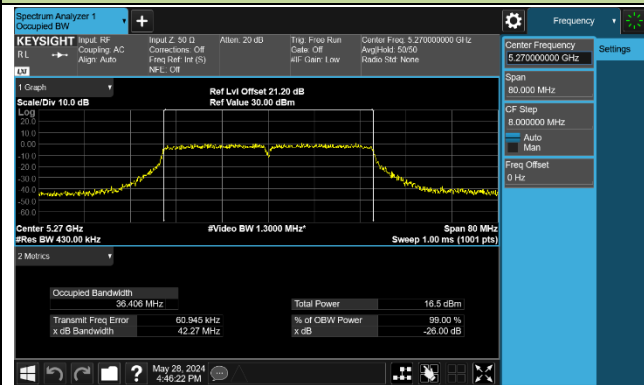 Spectrum Analyzer 1
Occupied BW
Frequency
KEYSIGHT
RL
LXI
Input: RF
Coupling: AC
Align: Auto
Input Z: 50 Ω
Corrections: Off
Freq Ref: Int (S)
NFE: Off
Atten: 20 dB
Trig: Free Run
Gate: Off
#IF Gain: Low
Center Freq: 5.270000000 GHz
Avg|Hold: 50/50
Radio Std: None
Center Frequency
5.270000000 GHz
Settings
Span
80.000 MHz
CF Step
8.000000 MHz
Auto
Man
Freq Offset
0 Hz
1 Graph
Scale/Div 10.0 dB
Ref Lvl Offset 21.20 dB
Ref Value 30.00 dBm
Log
20.0
10.0
0.00
-10.0
-20.0
-30.0
-40.0
-50.0
-60.0
Center 5.27 GHz
#Video BW 1.3000 MHz*
Span 80 MHz
#Res BW 430.00 kHz
Sweep 1.00 ms (1001 pts)
2 Metrics
Occupied Bandwidth
36.406 MHz
Total Power 16.5 dBm
Transmit Freq Error 60.945 kHz
% of OBW Power 99.00 %
x dB Bandwidth 42.27 MHz
x dB -26.00 dB
?
May 28, 2024
4:46:22 PM